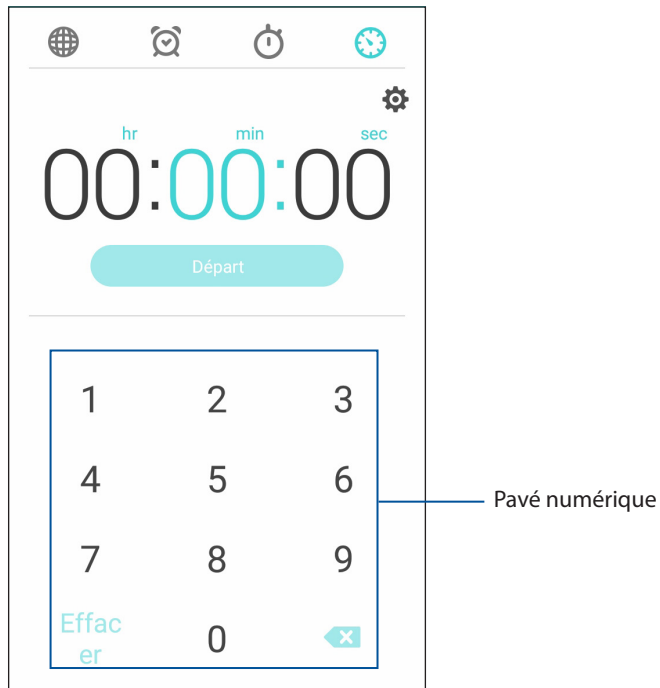 hr min sec
00:00:00
Départ
1 2 3
4 5 6
Pavé numérique
7 8 9
Effac
er
0